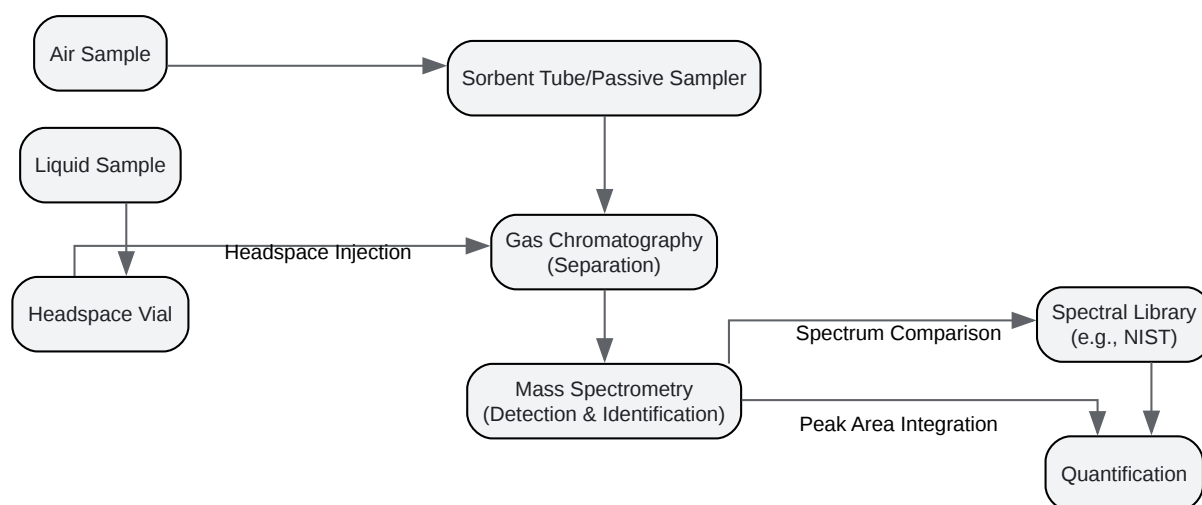 Air Sample
Sorbent Tube/Passive Sampler
Liquid Sample
Headspace Injection
Gas Chromatography
(Separation)
Headspace Vial
Spectrum Comparison
Spectral Library
(e.g., NIST)
Mass Spectrometry
(Detection & Identification)
Peak Area Integration
Quantification